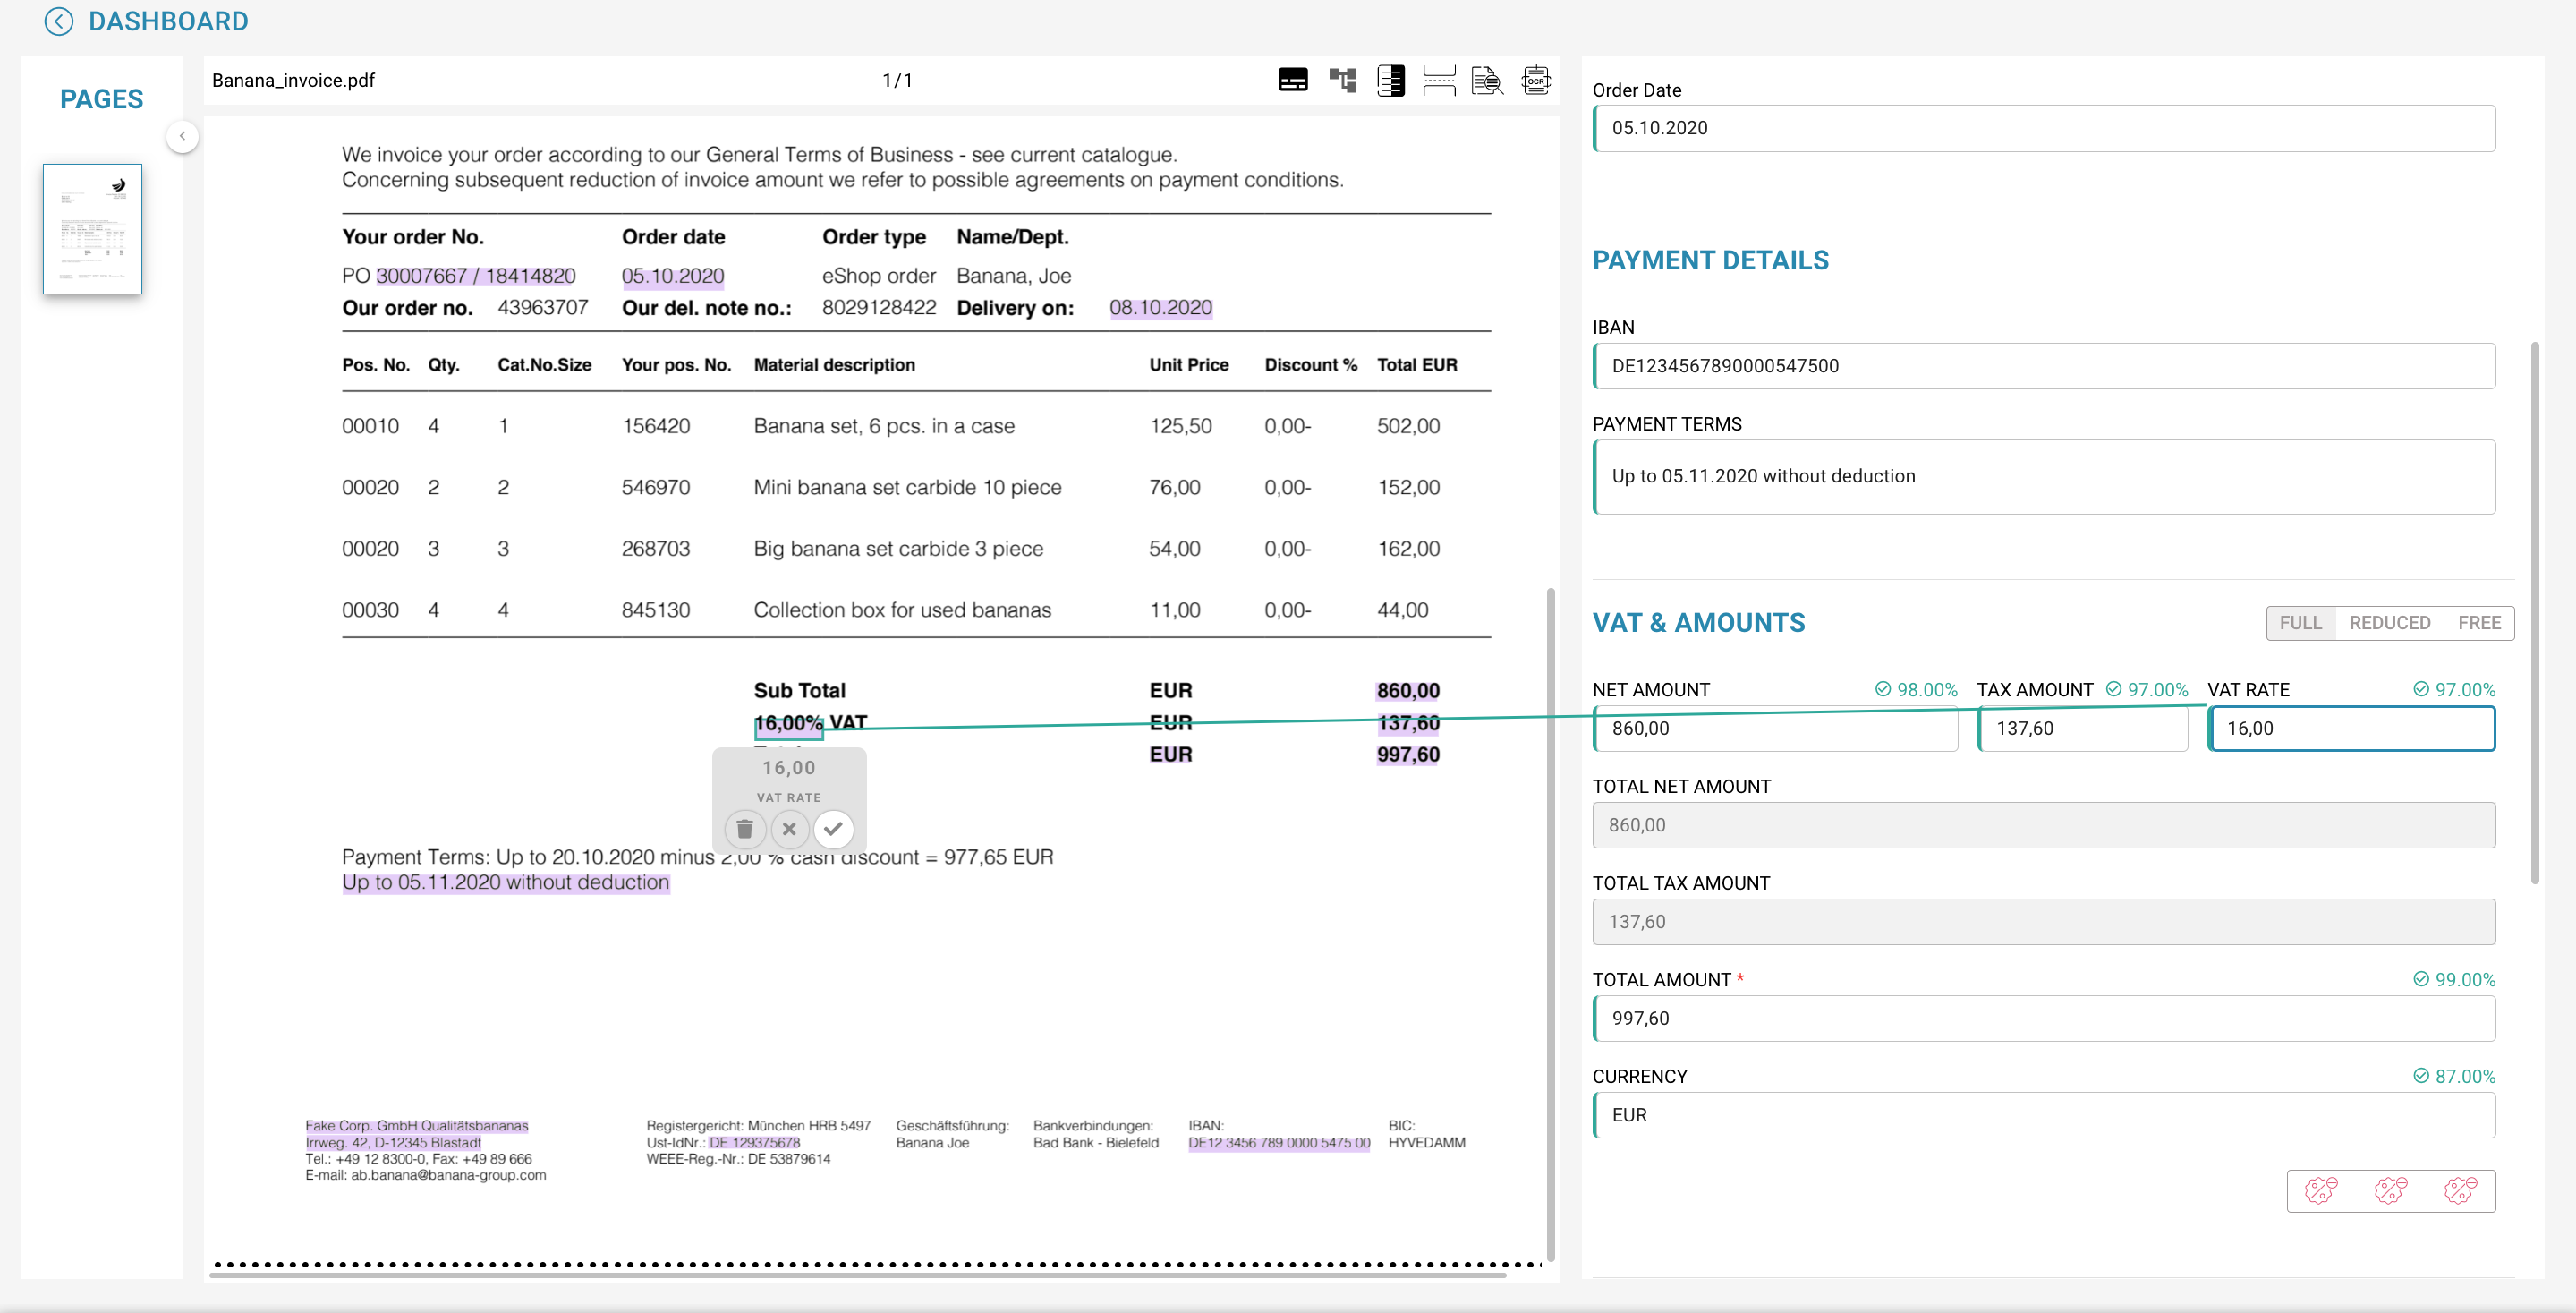 DASHBOARD
PAGES
Banana_invoice.pdf 1/1
OCR
We invoice your order according to our General Terms of Business - see current catalogue.
Concerning subsequent reduction of invoice amount we refer to possible agreements on payment conditions.
Your order No. Order date Order type Name/Dept.
PO 30007667 / 18414820 05.10.2020 eShop order Banana, Joe
Our order no. 43963707 Our del. note no.: 8029128422 Delivery on: 08.10.2020
Pos. No. Qty. Cat.No.Size Your pos. No. Material description Unit Price Discount % Total EUR
00010 4 1 156420 Banana set, 6 pcs. in a case 125,50 0,00- 502,00
00020 2 2 546970 Mini banana set carbide 10 piece 76,00 0,00- 152,00
00020 3 3 268703 Big banana set carbide 3 piece 54,00 0,00- 162,00
00030 4 4 845130 Collection box for used bananas 11,00 0,00- 44,00
Sub Total EUR 860,00
16,00% VAT EUR 137,60
EUR 997,60
16,00
VAT RATE
Payment Terms: Up to 20.10.2020 minus 2,00 % cash discount = 977,65 EUR
Up to 05.11.2020 without deduction
Fake Corp. GmbH Qualitätsbananas
Irrweg. 42, D-12345 Blastadt
Tel.: +49 12 8300-0, Fax: +49 89 666
E-mail: ab.banana@banana-group.com
Registergericht: München HRB 5497
Ust-IdNr.: DE 129375678
WEEE-Reg.-Nr.: DE 53879614
Geschäftsführung:
Banana Joe
Bankverbindungen:
Bad Bank - Bielefeld
IBAN:
DE12 3456 789 0000 5475 00
BIC:
HYVEDAMM
Order Date
05.10.2020
PAYMENT DETAILS
IBAN
DE1234567890000547500
PAYMENT TERMS
Up to 05.11.2020 without deduction
VAT & AMOUNTS FULL REDUCED FREE
NET AMOUNT 98.00% TAX AMOUNT 97.00% VAT RATE 97.00%
860,00 137,60 16,00
TOTAL NET AMOUNT
860,00
TOTAL TAX AMOUNT
137,60
TOTAL AMOUNT * 99.00%
997,60
CURRENCY 87.00%
EUR